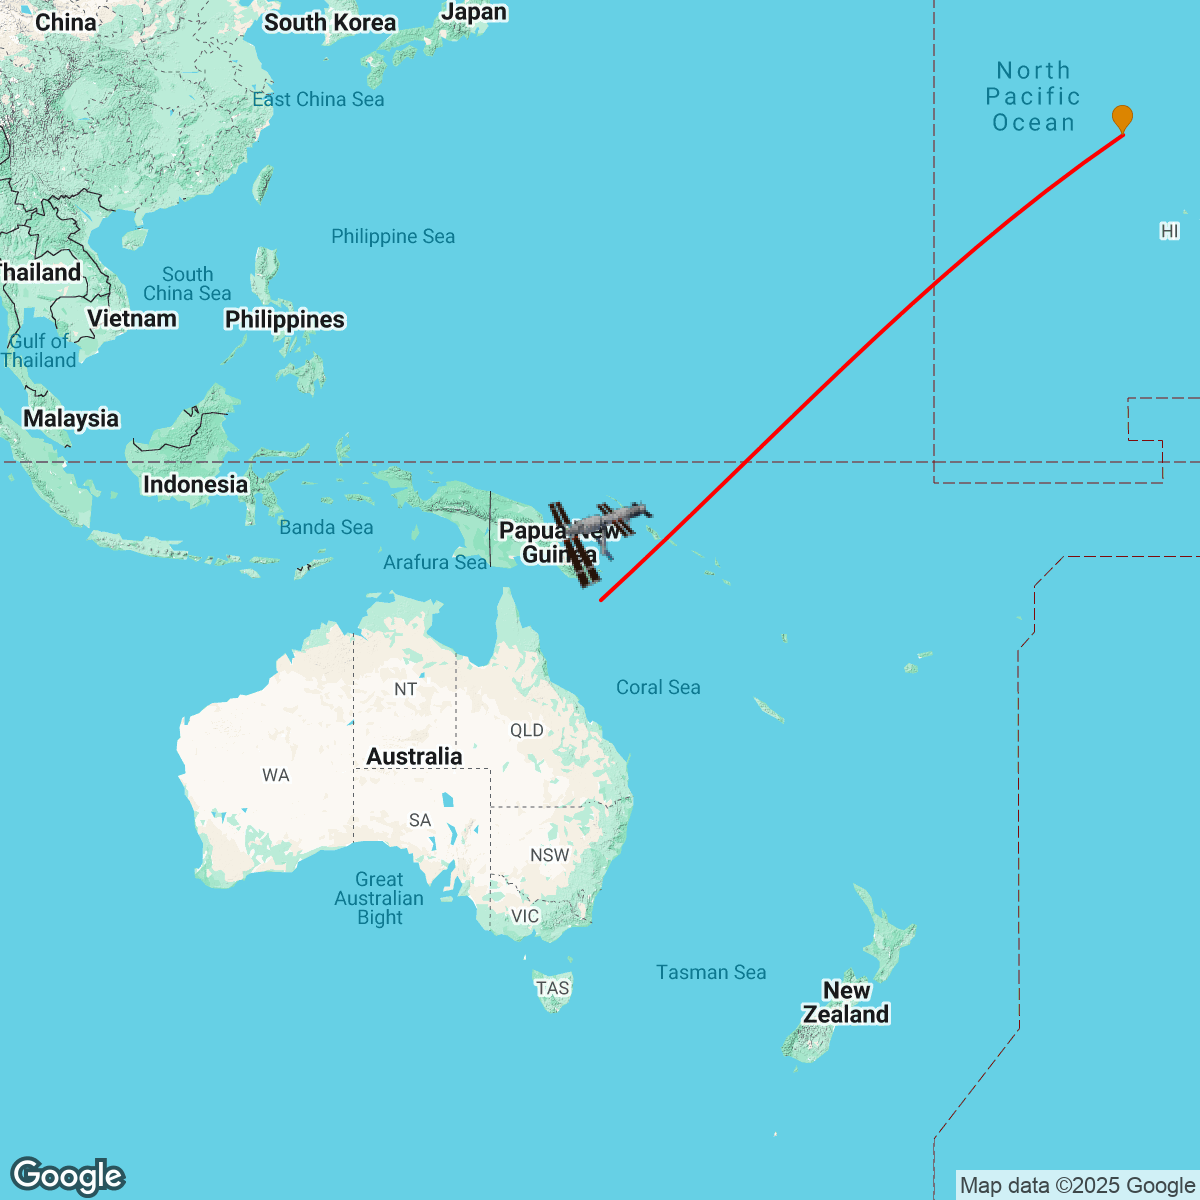 China
South Korea
Japan
North
Pacific
Ocean
East China Sea
Philippine Sea
HI
Thailand
South
China Sea
Vietnam
Philippines
Gulf of
Thailand
Malaysia
Indonesia
Banda Sea
Papua New
Guinea
Arafura Sea
Coral Sea
NT
QLD
Australia
WA
SA
NSW
Great
Australian
Bight
VIC
TAS
Tasman Sea
New
Zealand
Google
Map data ©2025 Google